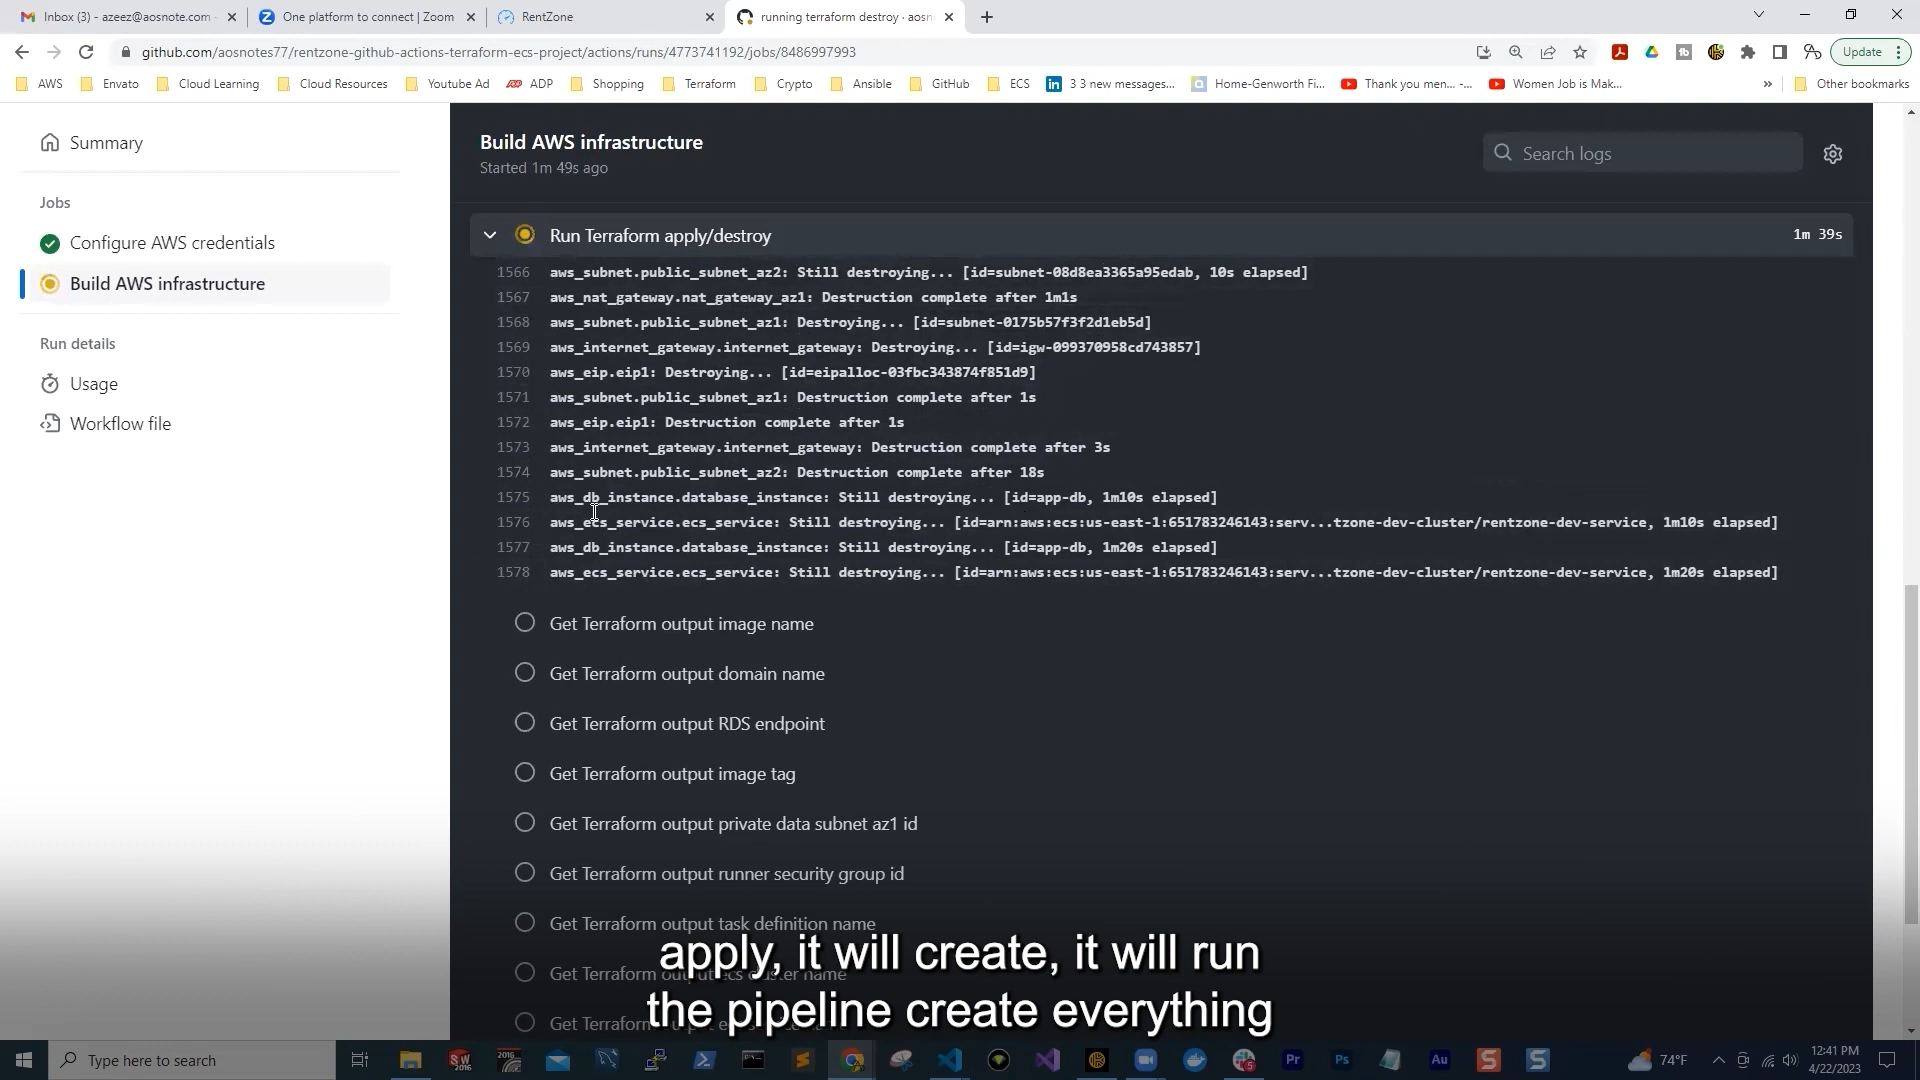 Inbox (3) - azeez@aosnote.com
One platform to connect | Zoom
RentZone
running terraform destroy · aosn
github.com/aosnotes77/rentzone-github-actions-terraform-ecs-project/actions/runs/4773741192/jobs/8486997993
Update
AWS
Envato
Cloud Learning
Cloud Resources
Youtube Ad
ADP
Shopping
Terraform
Crypto
Ansible
GitHub
ECS
3 3 new messages...
Home-Genworth Fi...
Thank you men... -...
Women Job is Mak...
Other bookmarks
Summary
Jobs
Configure AWS credentials
Build AWS infrastructure
Run details
Usage
Workflow file
Build AWS infrastructure
Started 1m 49s ago
Search logs
Run Terraform apply/destroy
1m 39s
1566 aws_subnet.public_subnet_az2: Still destroying... [id=subnet-08d8ea3365a95edab, 10s elapsed]
1567 aws_nat_gateway.nat_gateway_az1: Destruction complete after 1m1s
1568 aws_subnet.public_subnet_az1: Destroying... [id=subnet-0175b57f3f2d1eb5d]
1569 aws_internet_gateway.internet_gateway: Destroying... [id=igw-099370958cd743857]
1570 aws_eip.eip1: Destroying... [id=eipalloc-03fbc343874f851d9]
1571 aws_subnet.public_subnet_az1: Destruction complete after 1s
1572 aws_eip.eip1: Destruction complete after 1s
1573 aws_internet_gateway.internet_gateway: Destruction complete after 3s
1574 aws_subnet.public_subnet_az2: Destruction complete after 18s
1575 aws_db_instance.database_instance: Still destroying... [id=app-db, 1m10s elapsed]
1576 aws_ecs_service.ecs_service: Still destroying... [id=arn:aws:ecs:us-east-1:651783246143:serv...tzone-dev-cluster/rentzone-dev-service, 1m10s elapsed]
1577 aws_db_instance.database_instance: Still destroying... [id=app-db, 1m20s elapsed]
1578 aws_ecs_service.ecs_service: Still destroying... [id=arn:aws:ecs:us-east-1:651783246143:serv...tzone-dev-cluster/rentzone-dev-service, 1m20s elapsed]
Get Terraform output image name
Get Terraform output domain name
Get Terraform output RDS endpoint
Get Terraform output image tag
Get Terraform output private data subnet az1 id
Get Terraform output runner security group id
Get Terraform output task definition name
Get Terraform output ecs cluster name
Get Terraform
apply, it will create, it will run
the pipeline create everything
Type here to search
74°F
12:41 PM
4/22/2023